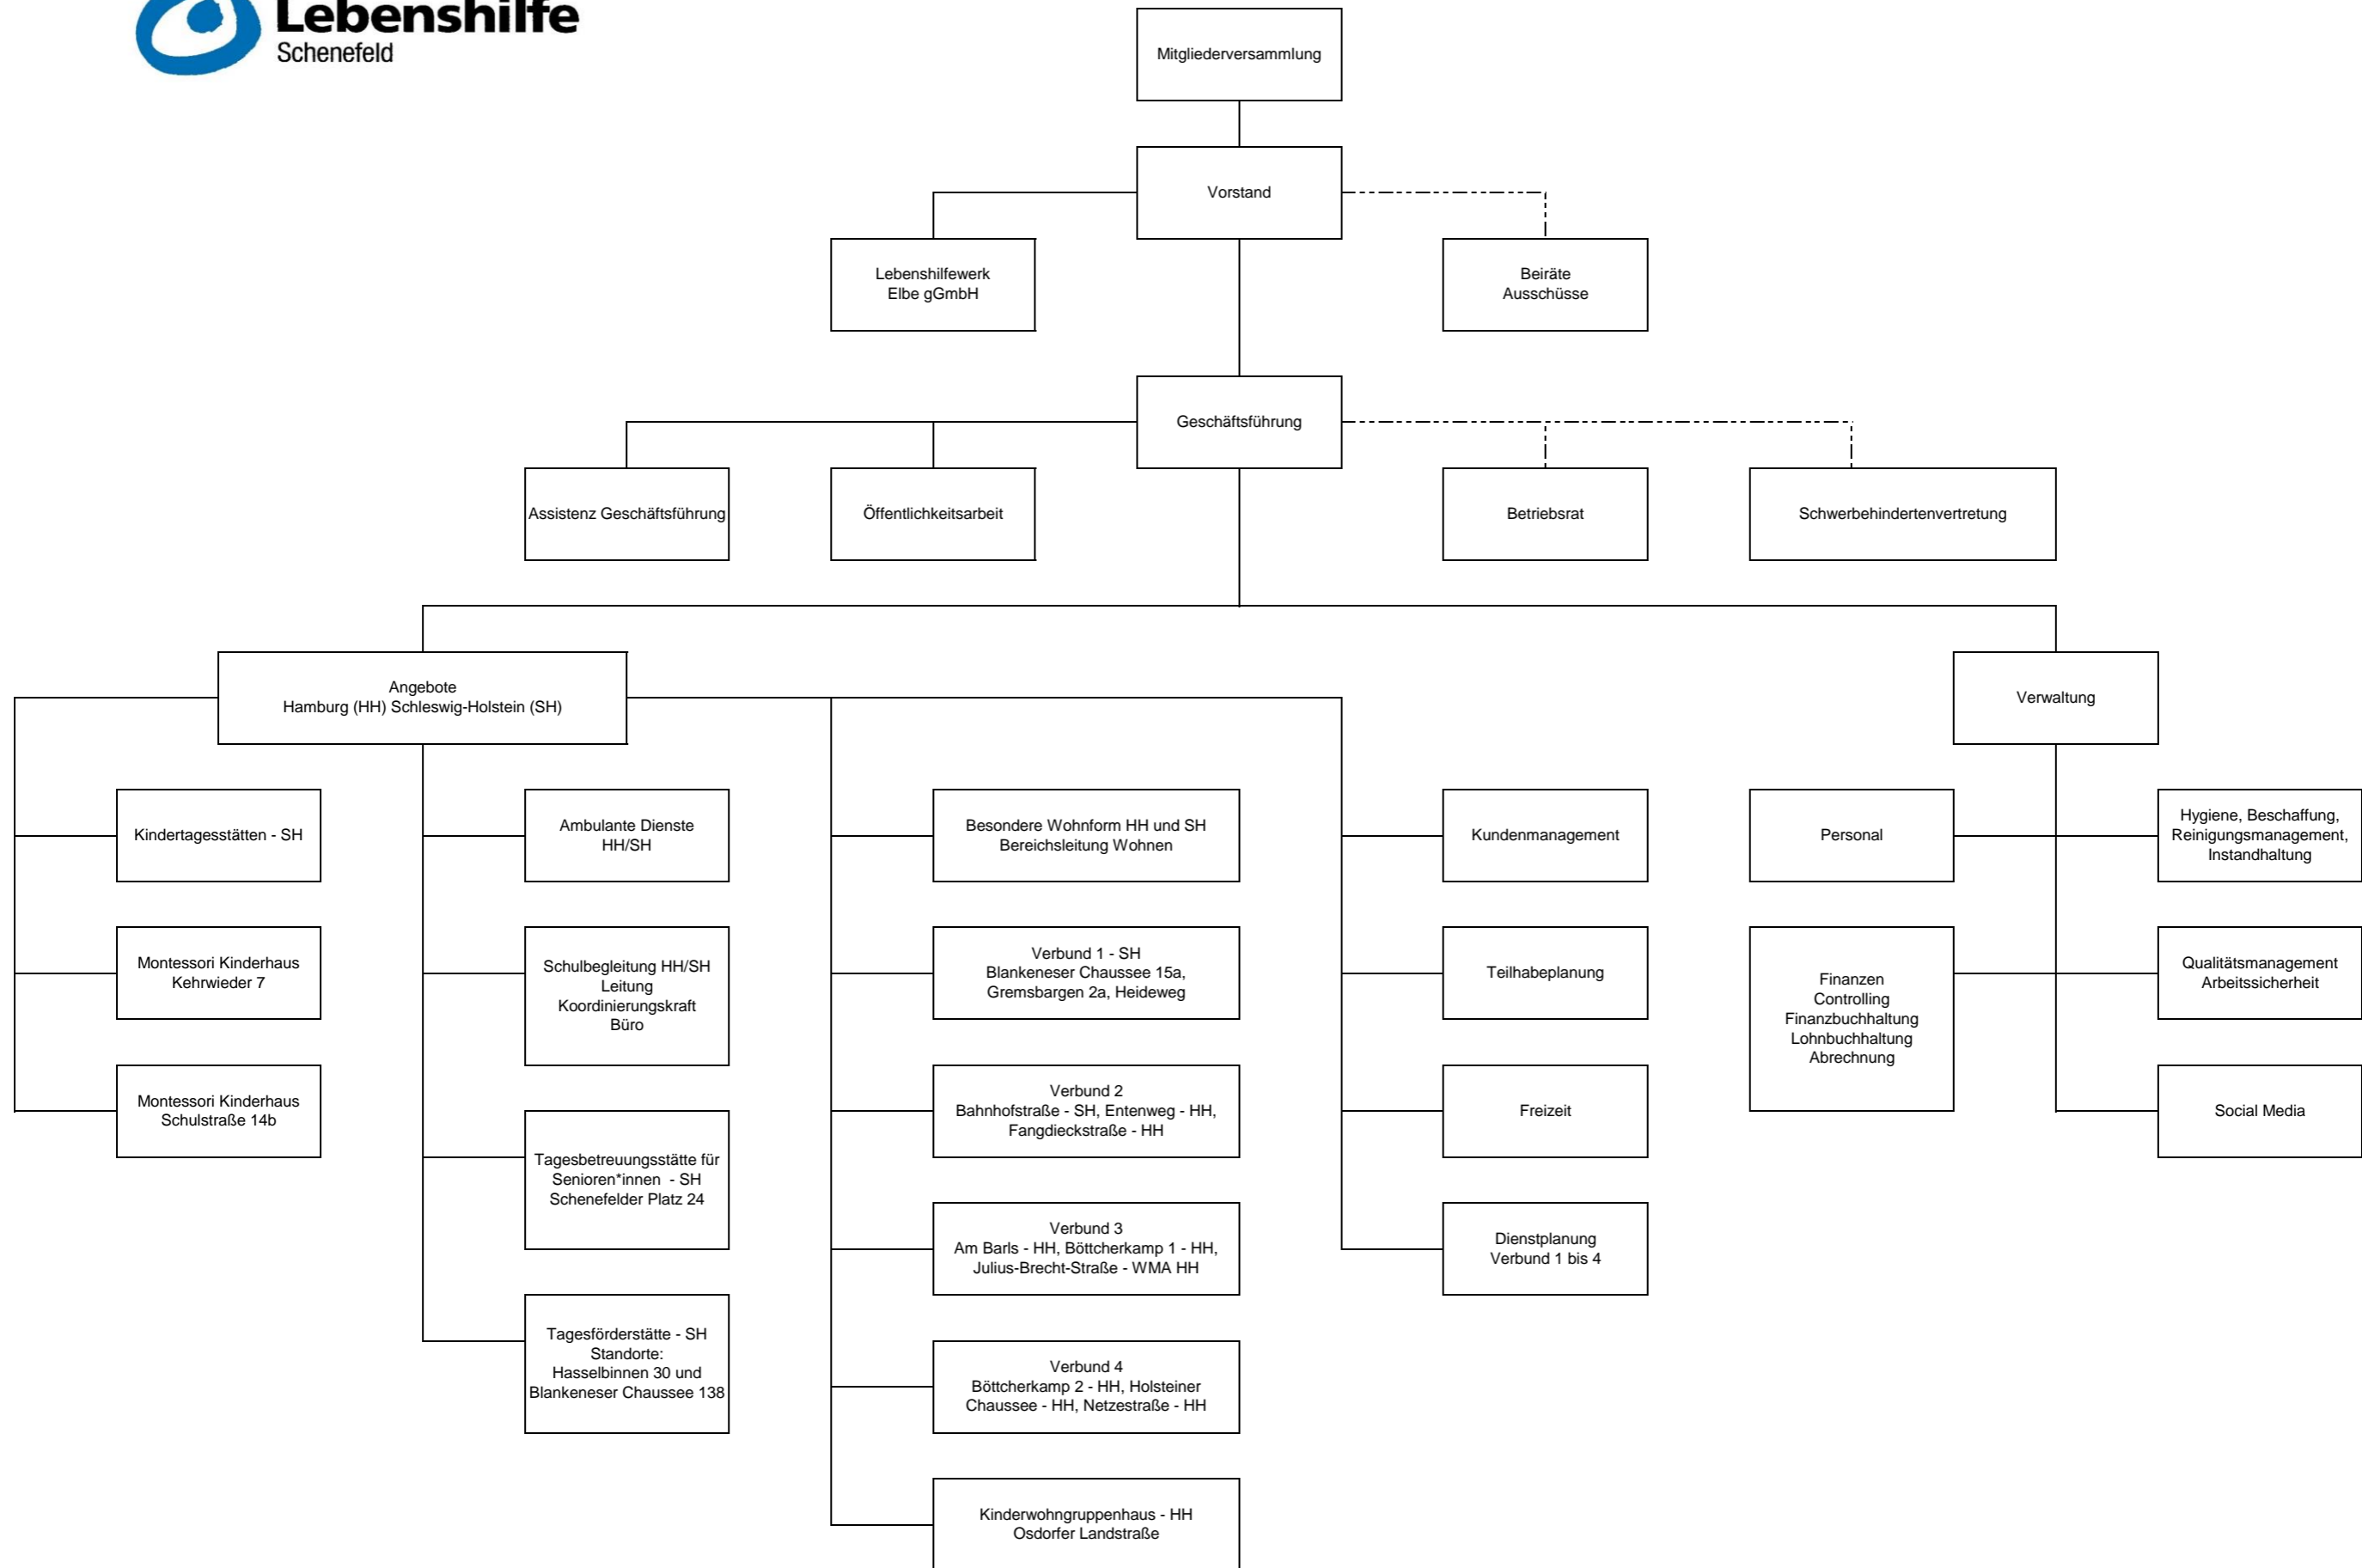 Lebenshilfe
Schenefeld
Mitgliederversammlung
Vorstand
Lebenshilfewerk
Elbe gGmbH
Beiräte
Ausschüsse
Geschäftsführung
Assistenz Geschäftsführung
Öffentlichkeitsarbeit
Betriebsrat
Schwerbehindertenvertretung
Angebote
Hamburg (HH) Schleswig-Holstein (SH)
Verwaltung
Kindertagesstätten - SH
Montessori Kinderhaus
Kehrwieder 7
Montessori Kinderhaus
Schulstraße 14b
Ambulante Dienste
HH/SH
Schulbegleitung HH/SH
Leitung
Koordinierungskraft
Büro
Tagesbetreuungsstätte für
Senioren*innen - SH
Schenefelder Platz 24
Tagesförderstätte - SH
Standorte:
Hasselbinnen 30 und
Blankeneser Chaussee 138
Besondere Wohnform HH und SH
Bereichsleitung Wohnen
Verbund 1 - SH
Blankeneser Chaussee 15a,
Gremsbargen 2a, Heideweg
Verbund 2
Bahnhofstraße - SH, Entenweg - HH,
Fangdieckstraße - HH
Verbund 3
Am Barls - HH, Böttcherkamp 1 - HH,
Julius-Brecht-Straße - WMA HH
Verbund 4
Böttcherkamp 2 - HH, Holsteiner
Chaussee - HH, Netzestraße - HH
Kinderwohngruppenhaus - HH
Osdorfer Landstraße
Kundenmanagement
Teilhabeplanung
Freizeit
Dienstplanung
Verbund 1 bis 4
Personal
Finanzen
Controlling
Finanzbuchhaltung
Lohnbuchhaltung
Abrechnung
Hygiene, Beschaffung,
Reinigungsmanagement,
Instandhaltung
Qualitätsmanagement
Arbeitssicherheit
Social Media